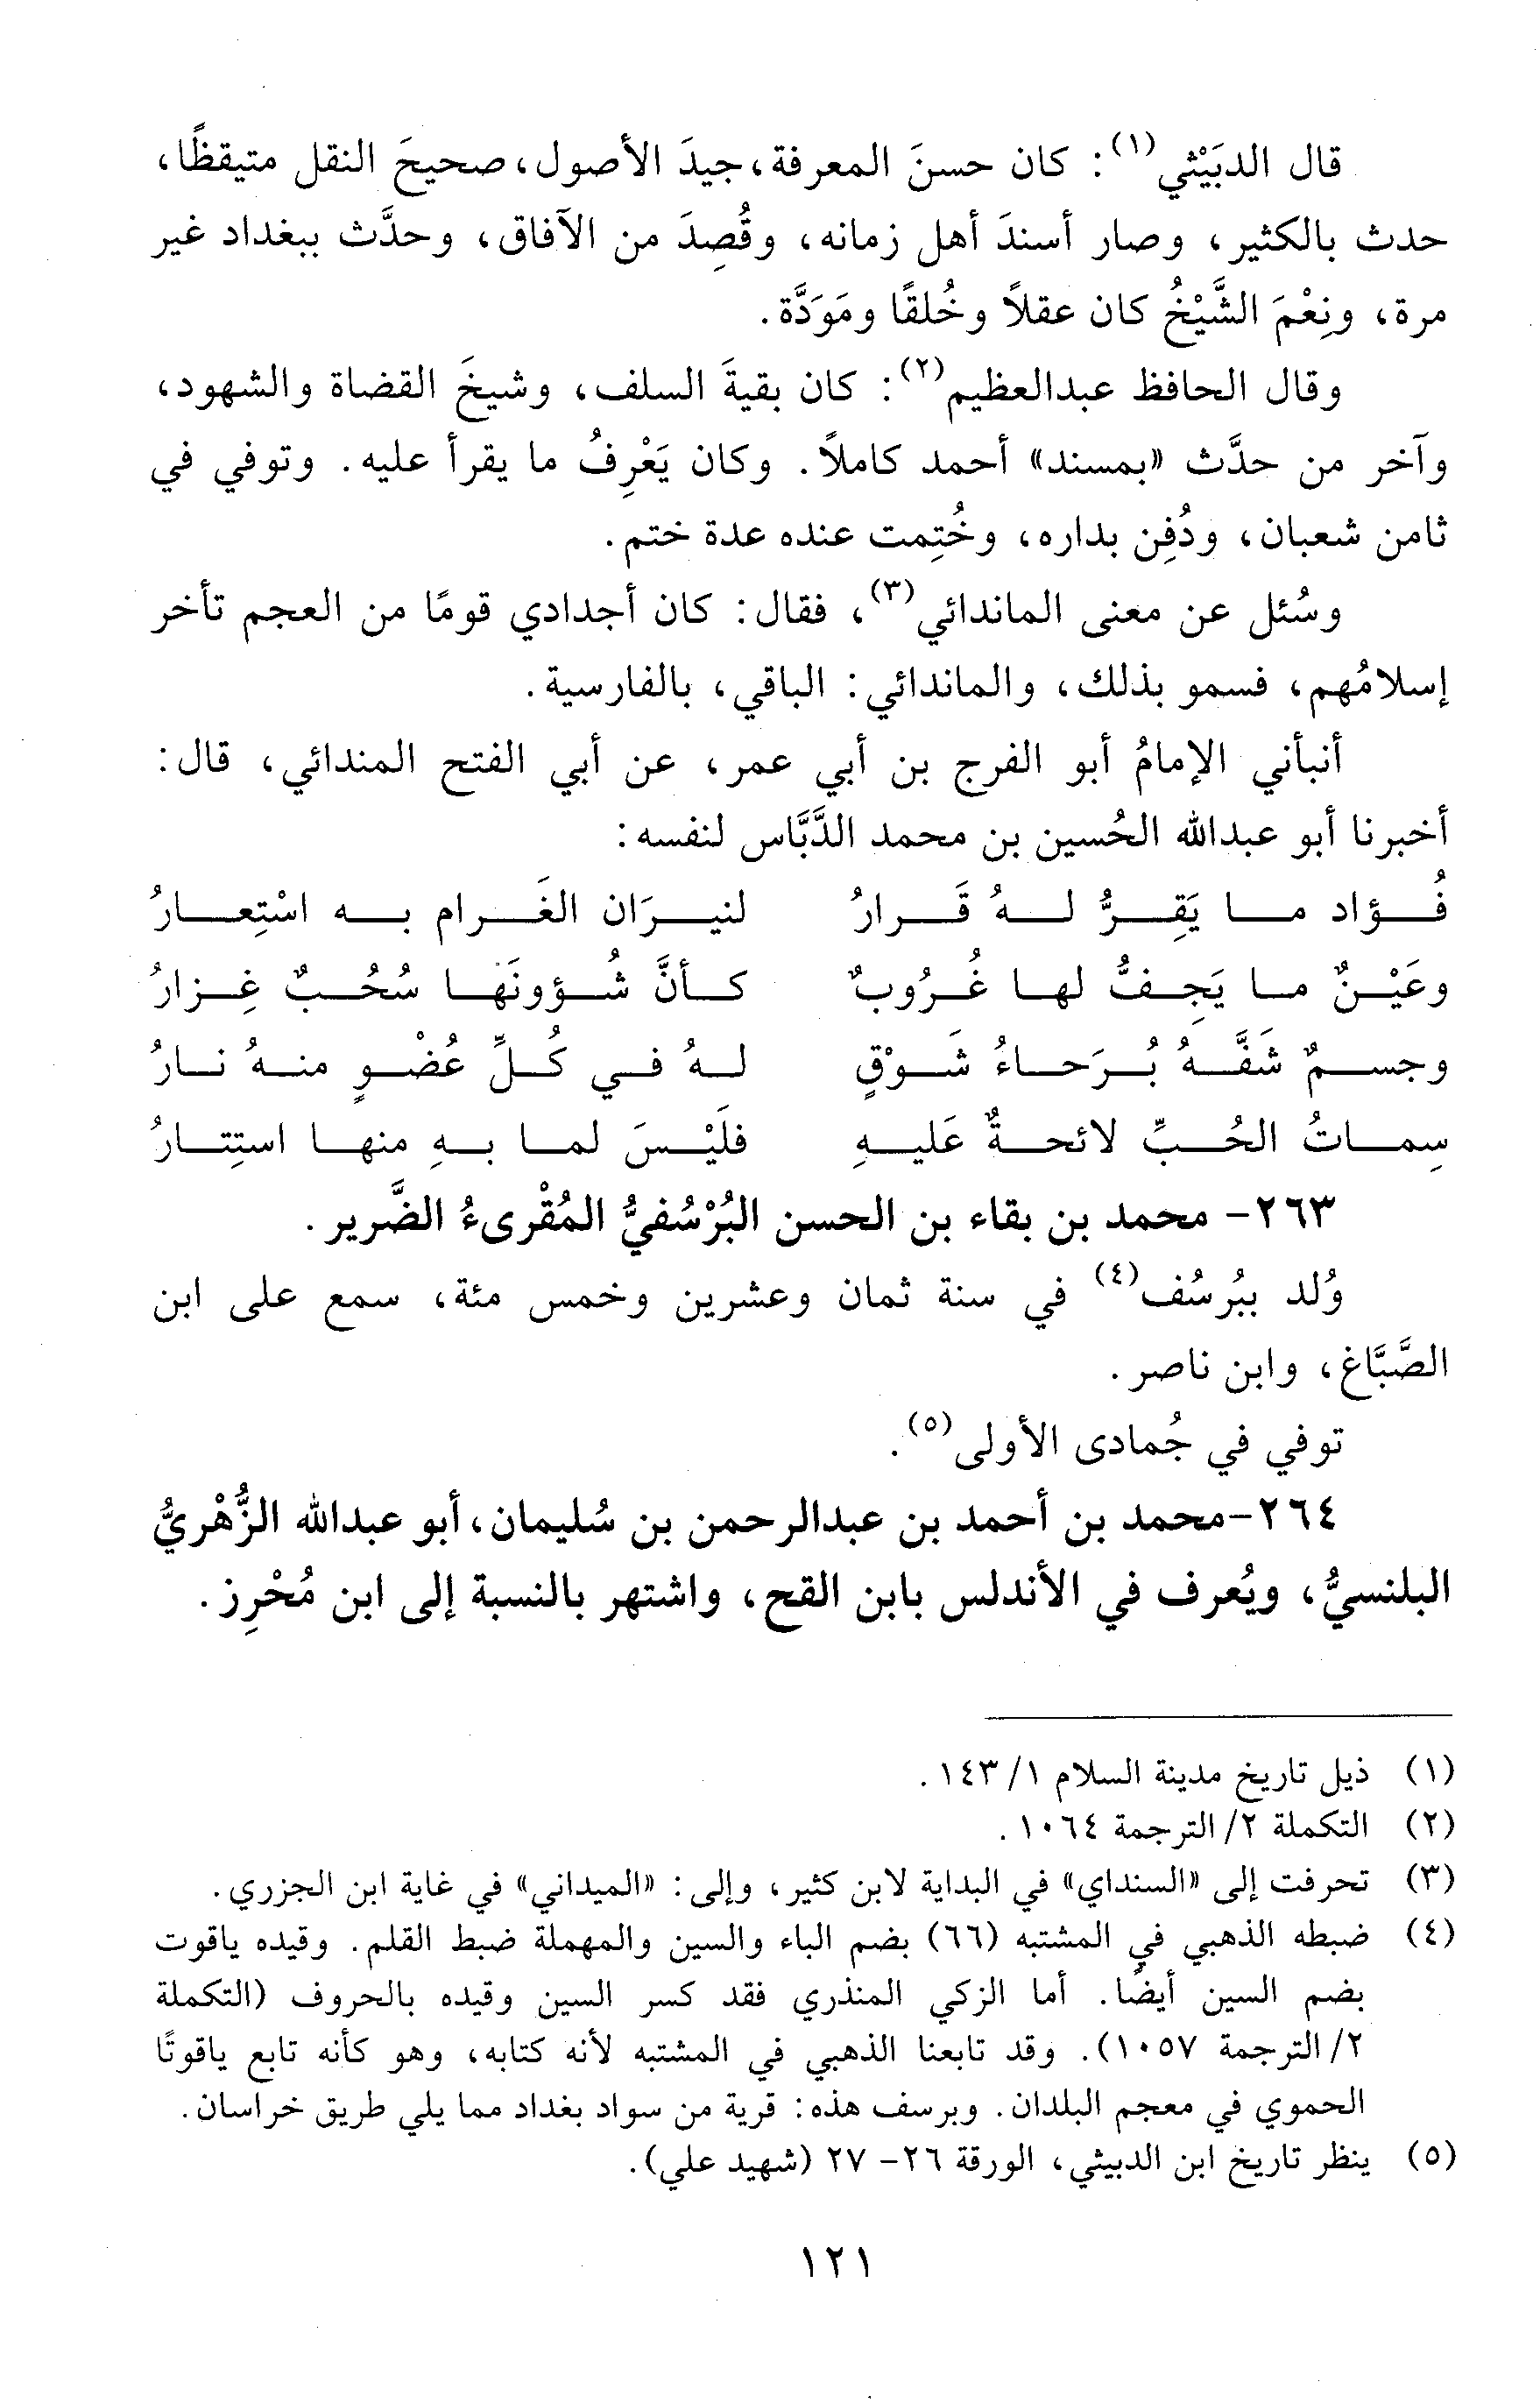 قال الدبَيْثي(١): كان حسنَ المعرفة، جيدَ الأصول، صحيحَ النقل متيقظًا،
حدث بالكثير، وصار أسندَ أهل زمانه، وقُصِدَ من الآفاق، وحدَّث ببغداد غير
مرة، ونِعْمَ الشَّيْخُ كان عقلاً وخُلقًا ومَوَدَّة.
وقال الحافظ عبدالعظيم(٢): كان بقيةَ السلف، وشيخَ القضاة والشهود،
وآخر من حدَّث «بمسند» أحمد كاملاً. وكان يَعْرِفُ ما يقرأ عليه. وتوفي في
ثامن شعبان، ودُفِن بداره، وخُتِمت عنده عدة ختم.
وسُئل عن معنى الماندائي(٣)، فقال: كان أجدادي قومًا من العجم تأخر
إسلامُهم، فسمو بذلك، والماندائي: الباقي، بالفارسية.
أنبأني الإمامُ أبو الفرج بن أبي عمر، عن أبي الفتح المندائي، قال:
أخبرنا أبو عبدالله الحُسين بن محمد الدَّبَّاس لنفسه:
فُؤاد ما يَقِرُّ لهُ قَرارُ لنيرَان الغَرام به اسْتِعارُ
وعَيْنٌ ما يَجِفُّ لها غُرُوبٌ كأنَّ شُؤونَها سُحُبٌ غِزارُ
وجسمٌ شَفَّهُ بُرَحاءُ شَوْقٍ لهُ في كُلِّ عُضْوٍ منهُ نارُ
سِماتُ الحُبِّ لائحةٌ عَليهِ فلَيْسَ لما بهِ منها استِتارُ
٢٦٣- محمد بن بقاء بن الحسن البُرْسُفيُّ المُقْرىءُ الضَّرير.
وُلد ببُرسُف(٤) في سنة ثمان وعشرين وخمس مئة، سمع على ابن
الصَّبَّاغ، وابن ناصر.
توفي في جُمادى الأولى(٥).
٢٦٤-محمد بن أحمد بن عبدالرحمن بن سُليمان، أبو عبدالله الزُّهْريُّ
البلنسيُّ، ويُعرف في الأندلس بابن القح، واشتهر بالنسبة إلى ابن مُحْرِز.
(١) ذيل تاريخ مدينة السلام ١/ ١٤٣.
(٢) التكملة ٢/ الترجمة ١٠٦٤.
(٣) تحرفت إلى «السنداي» في البداية لابن كثير، وإلى: «الميداني» في غاية ابن الجزري.
(٤) ضبطه الذهبي في المشتبه (٦٦) بضم الباء والسين والمهملة ضبط القلم. وقيده ياقوت
بضم السين أيضًا. أما الزكي المنذري فقد كسر السين وقيده بالحروف (التكملة
٢/ الترجمة ١٠٥٧). وقد تابعنا الذهبي في المشتبه لأنه كتابه، وهو كأنه تابع ياقوتًا
الحموي في معجم البلدان. وبرسف هذه: قرية من سواد بغداد مما يلي طريق خراسان.
(٥) ينظر تاريخ ابن الدبيثي، الورقة ٢٦- ٢٧ (شهيد علي).
١٢١